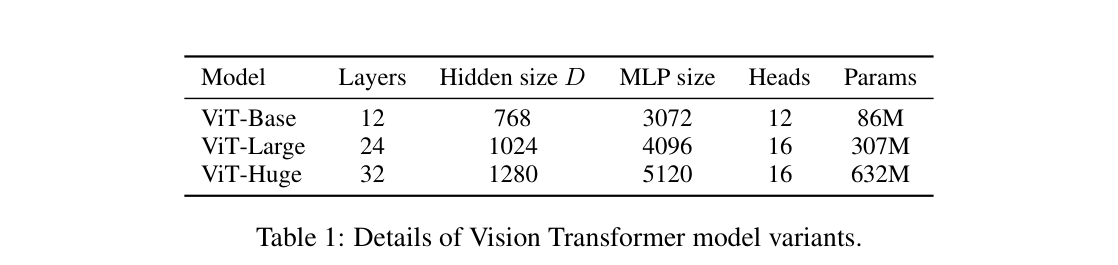 Model Layers Hidden size D MLP size Heads Params
ViT-Base 12 768 3072 12 86M
ViT-Large 24 1024 4096 16 307M
ViT-Huge 32 1280 5120 16 632M
Table 1: Details of Vision Transformer model variants.